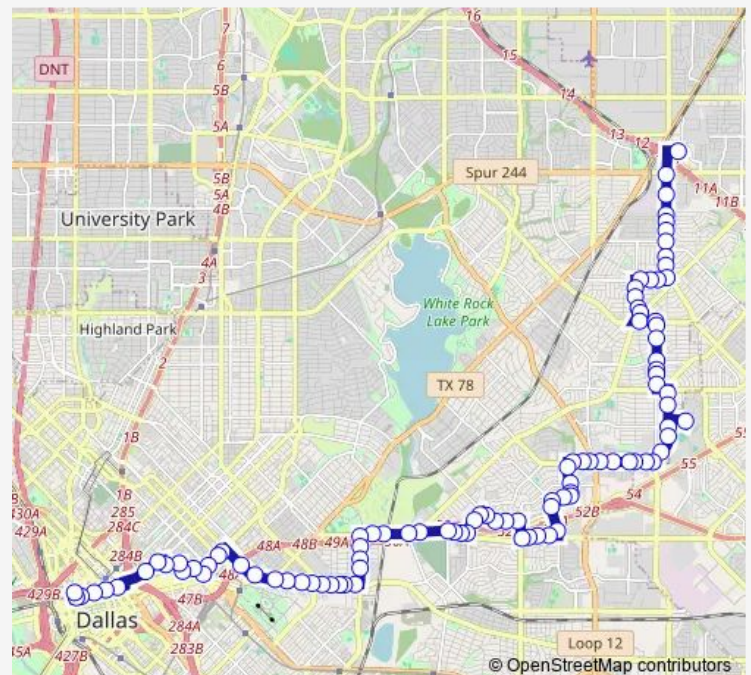 16
7
DNT
6
15
5B
14
5A
13 12
Spur 244
11A
5B
5A
11B
4B
University Park
4A
3
White Rock
Lake Park
Highland Park
2
TX 78
1B
55
54
1B
52B
285
430A
284C
429A
48A 48B 49A
284B
429B
47B
Dallas
284A
Loop 12
45A
427B
283B
© OpenStreetMap contributors